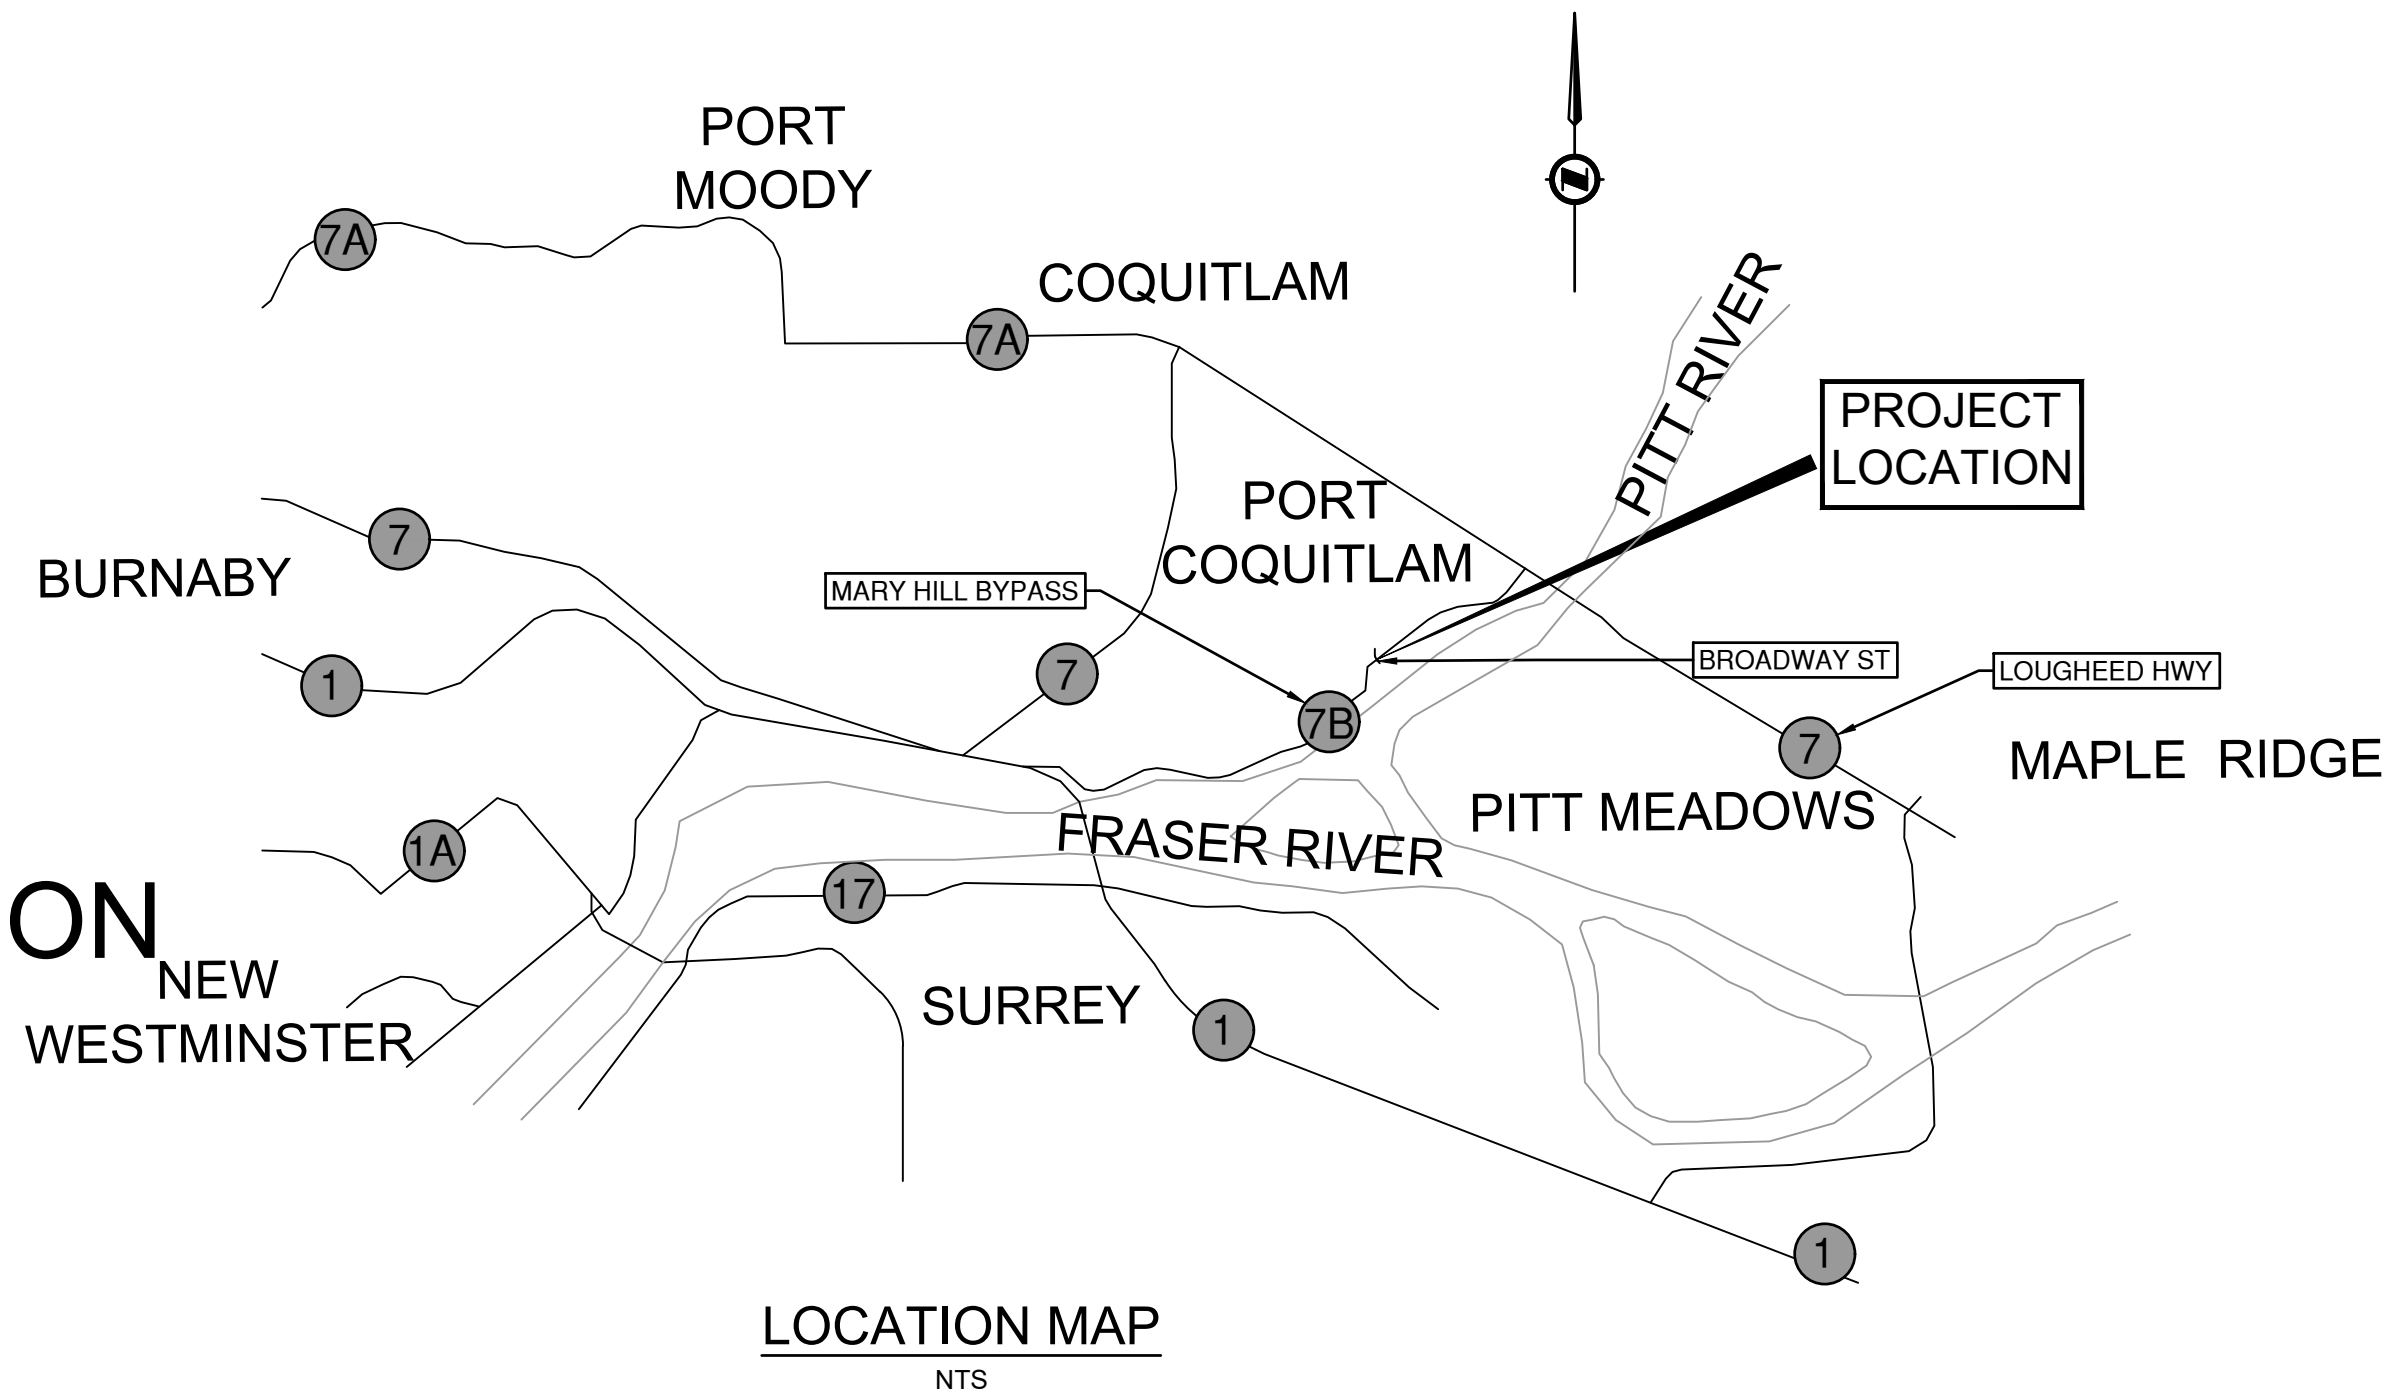 PORT
MOODY
7A
COQUITLAM
7A
N
PITT RIVER
PROJECT
LOCATION
PORT
COQUITLAM
7
BURNABY
MARY HILL BYPASS
1
7
BROADWAY ST
LOUGHEED HWY
7B
7
MAPLE  RIDGE
PITT MEADOWS
FRASER RIVER
1A
17
ON
NEW
WESTMINSTER
SURREY
1
1
LOCATION MAP
NTS